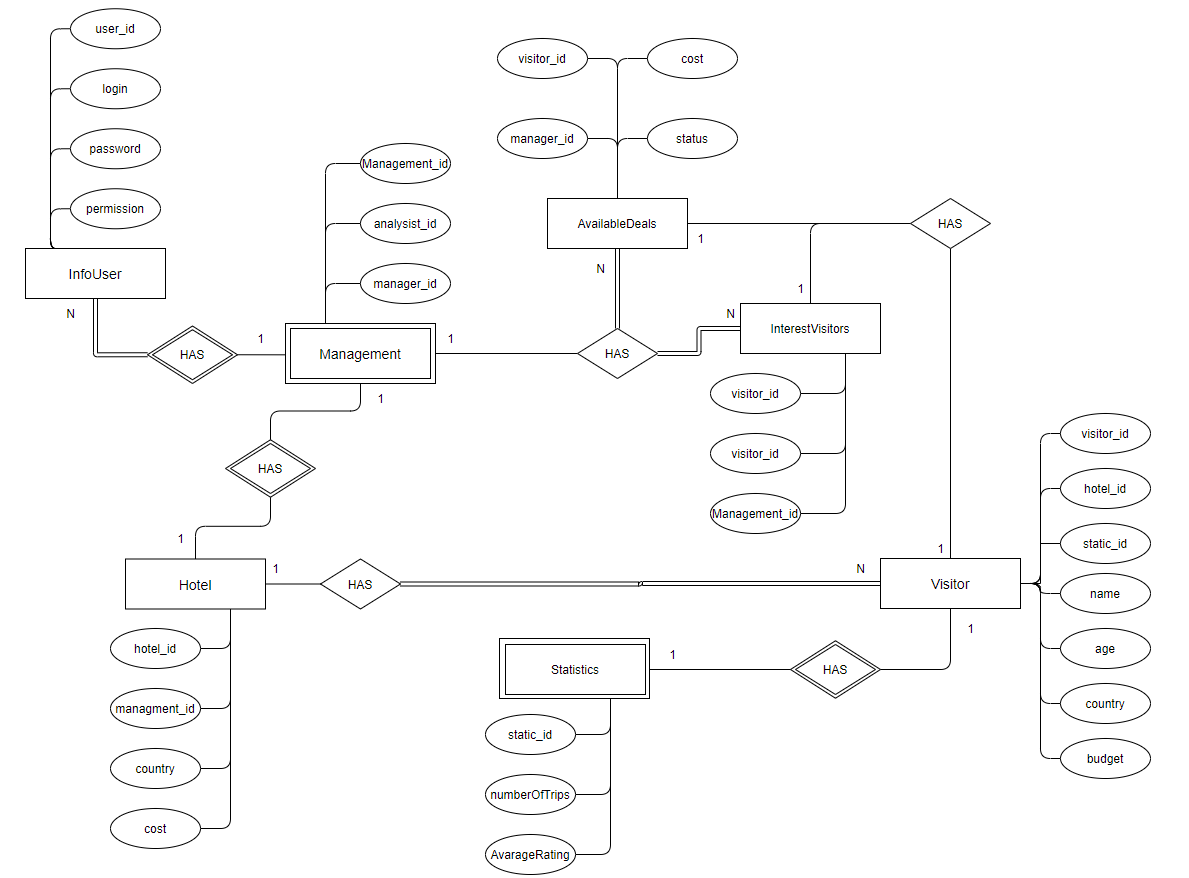 user_id
login
password
permission
InfoUser
N
HAS
1
Management_id
analysist_id
manager_id
Management
1
1
visitor_id
cost
manager_id
status
AvailableDeals
1
N
HAS
N
HAS
1
InterestVisitors
visitor_id
visitor_id
Management_id
HAS
1
Hotel
1
HAS
N
1
Visitor
1
visitor_id
hotel_id
static_id
name
age
country
budget
hotel_id
managment_id
country
cost
Statistics
1
HAS
static_id
numberOfTrips
AvarageRating